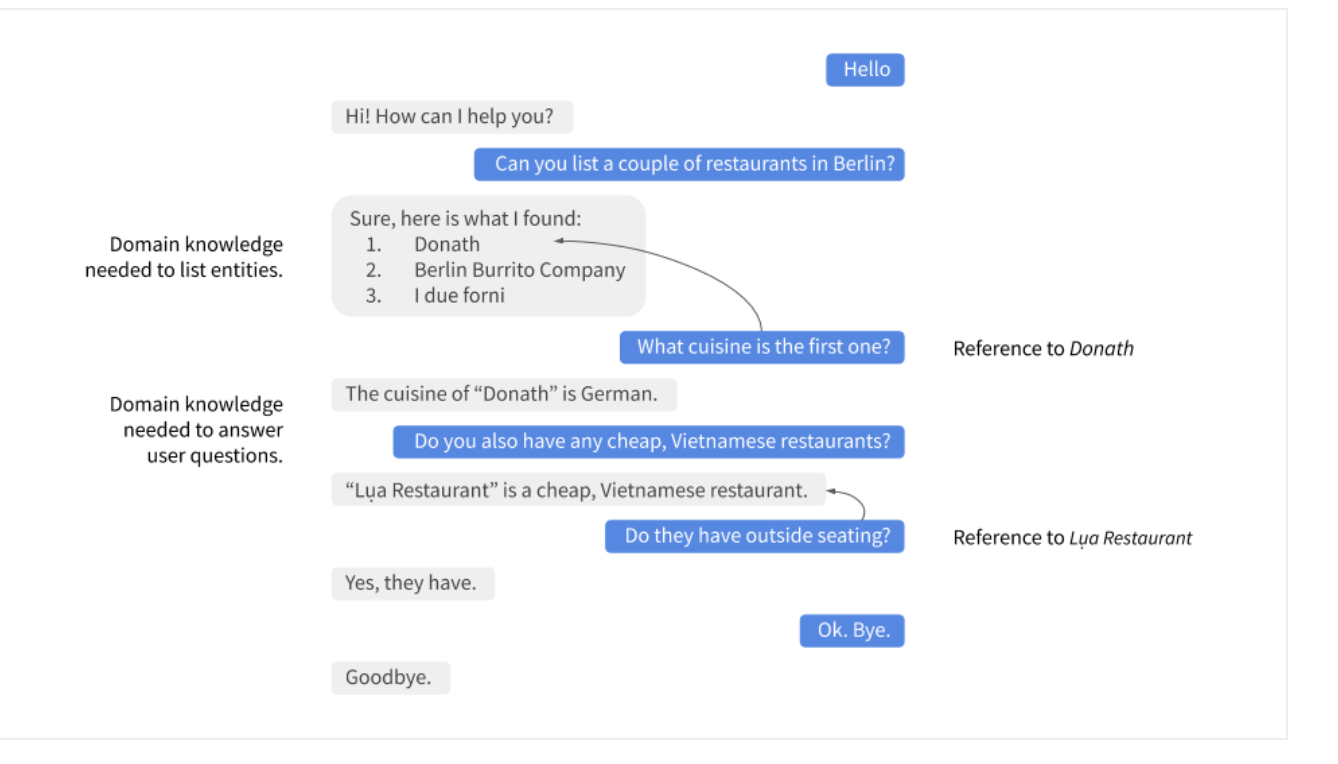 Hello
Hi! How can I help you?
Can you list a couple of restaurants in Berlin?
Domain knowledge
needed to list entities.
Sure, here is what I found:
1. Donath
2. Berlin Burrito Company
3. I due forni
What cuisine is the first one?
Reference to Donath
Domain knowledge
needed to answer
user questions.
The cuisine of “Donath” is German.
Do you also have any cheap, Vietnamese restaurants?
“Lụa Restaurant” is a cheap, Vietnamese restaurant.
Do they have outside seating?
Reference to Lụa Restaurant
Yes, they have.
Ok. Bye.
Goodbye.